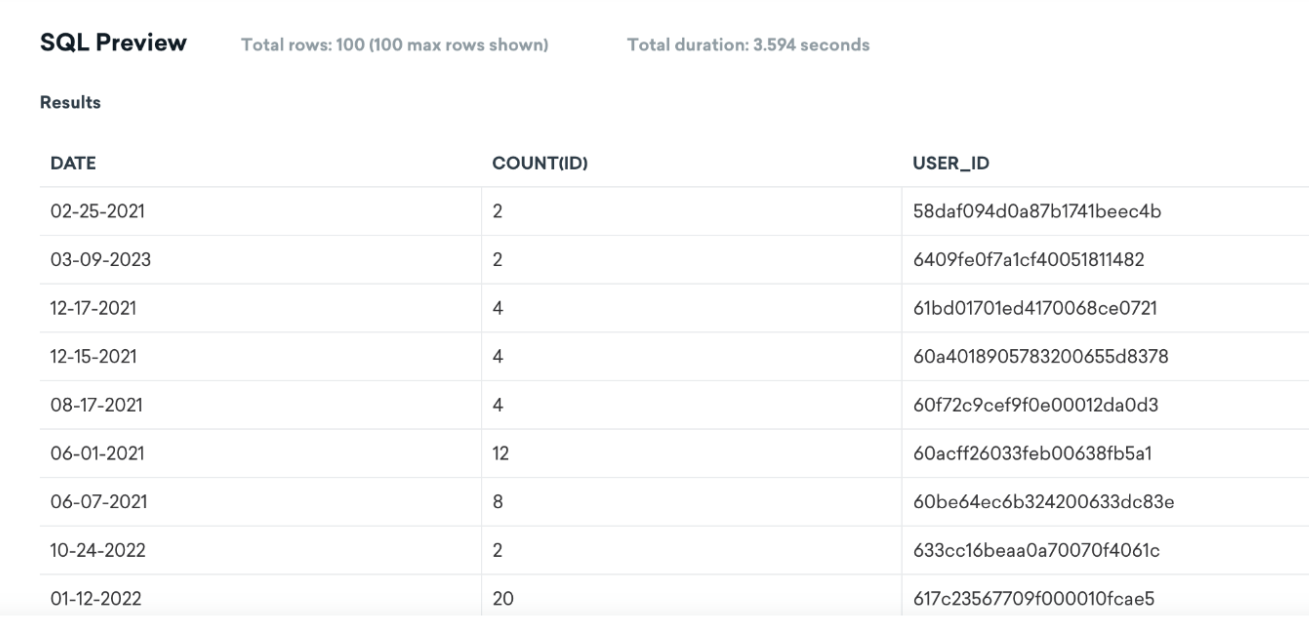 SQL Preview Total rows: 100 (100 max rows shown) Total duration: 3.594 seconds
Results
DATE COUNT(ID) USER_ID
02-25-2021 2 58daf094d0a87b1741beec4b
03-09-2023 2 6409fe0f7a1cf40051811482
12-17-2021 4 61bd01701ed4170068ce0721
12-15-2021 4 60a4018905783200655d8378
08-17-2021 4 60f72c9cef9f0e00012da0d3
06-01-2021 12 60acff26033feb00638fb5a1
06-07-2021 8 60be64ec6b324200633dc83e
10-24-2022 2 633cc16beaa0a70070f4061c
01-12-2022 20 617c23567709f000010fcae5